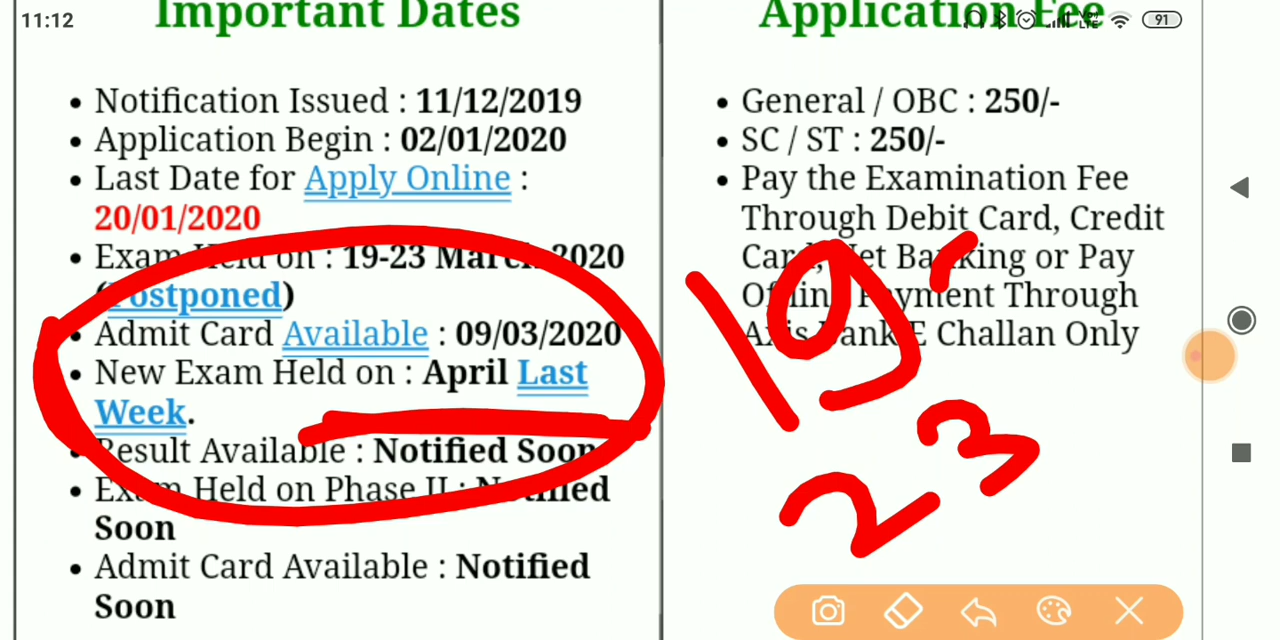 11:12
91
Important Dates
Notification Issued : 11/12/2019
Application Begin : 02/01/2020
Last Date for Apply Online :
20/01/2020
Exam Held on : 19-23 March 2020
(Postponed)
Admit Card Available : 09/03/2020
New Exam Held on : April Last
Week.
Result Available : Notified Soon
Exam Held on Phase II : Notified
Soon
Admit Card Available : Notified
Soon
Application Fee
General / OBC : 250/-
SC / ST : 250/-
Pay the Examination Fee
Through Debit Card, Credit
Card, Net Banking or Pay
Offline Payment Through
Axis Bank E Challan Only
19-
23